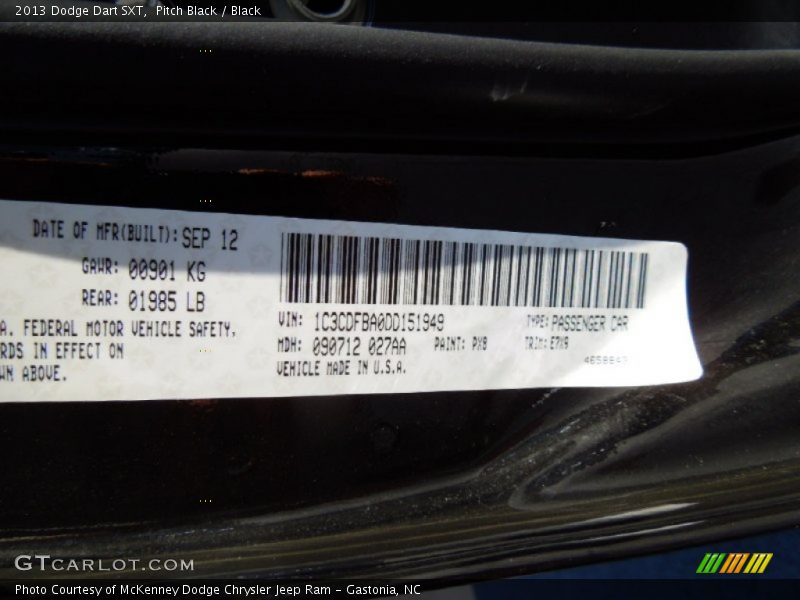 2013 Dodge Dart SXT, Pitch Black / Black
DATE OF MFR(BUILT): SEP 12
GAWR: 00901 KG
REAR: 01985 LB
A. FEDERAL MOTOR VEHICLE SAFETY,
RDS IN EFFECT ON
WN ABOVE.
VIN: 1C3CDFBA0DD151949
TYPE: PASSENGER CAR
MDH: 090712 027AA
PAINT: PX8
TRIM: E7X9
VEHICLE MADE IN U.S.A.
GTCARLOT.COM
Photo Courtesy of McKenney Dodge Chrysler Jeep Ram - Gastonia, NC